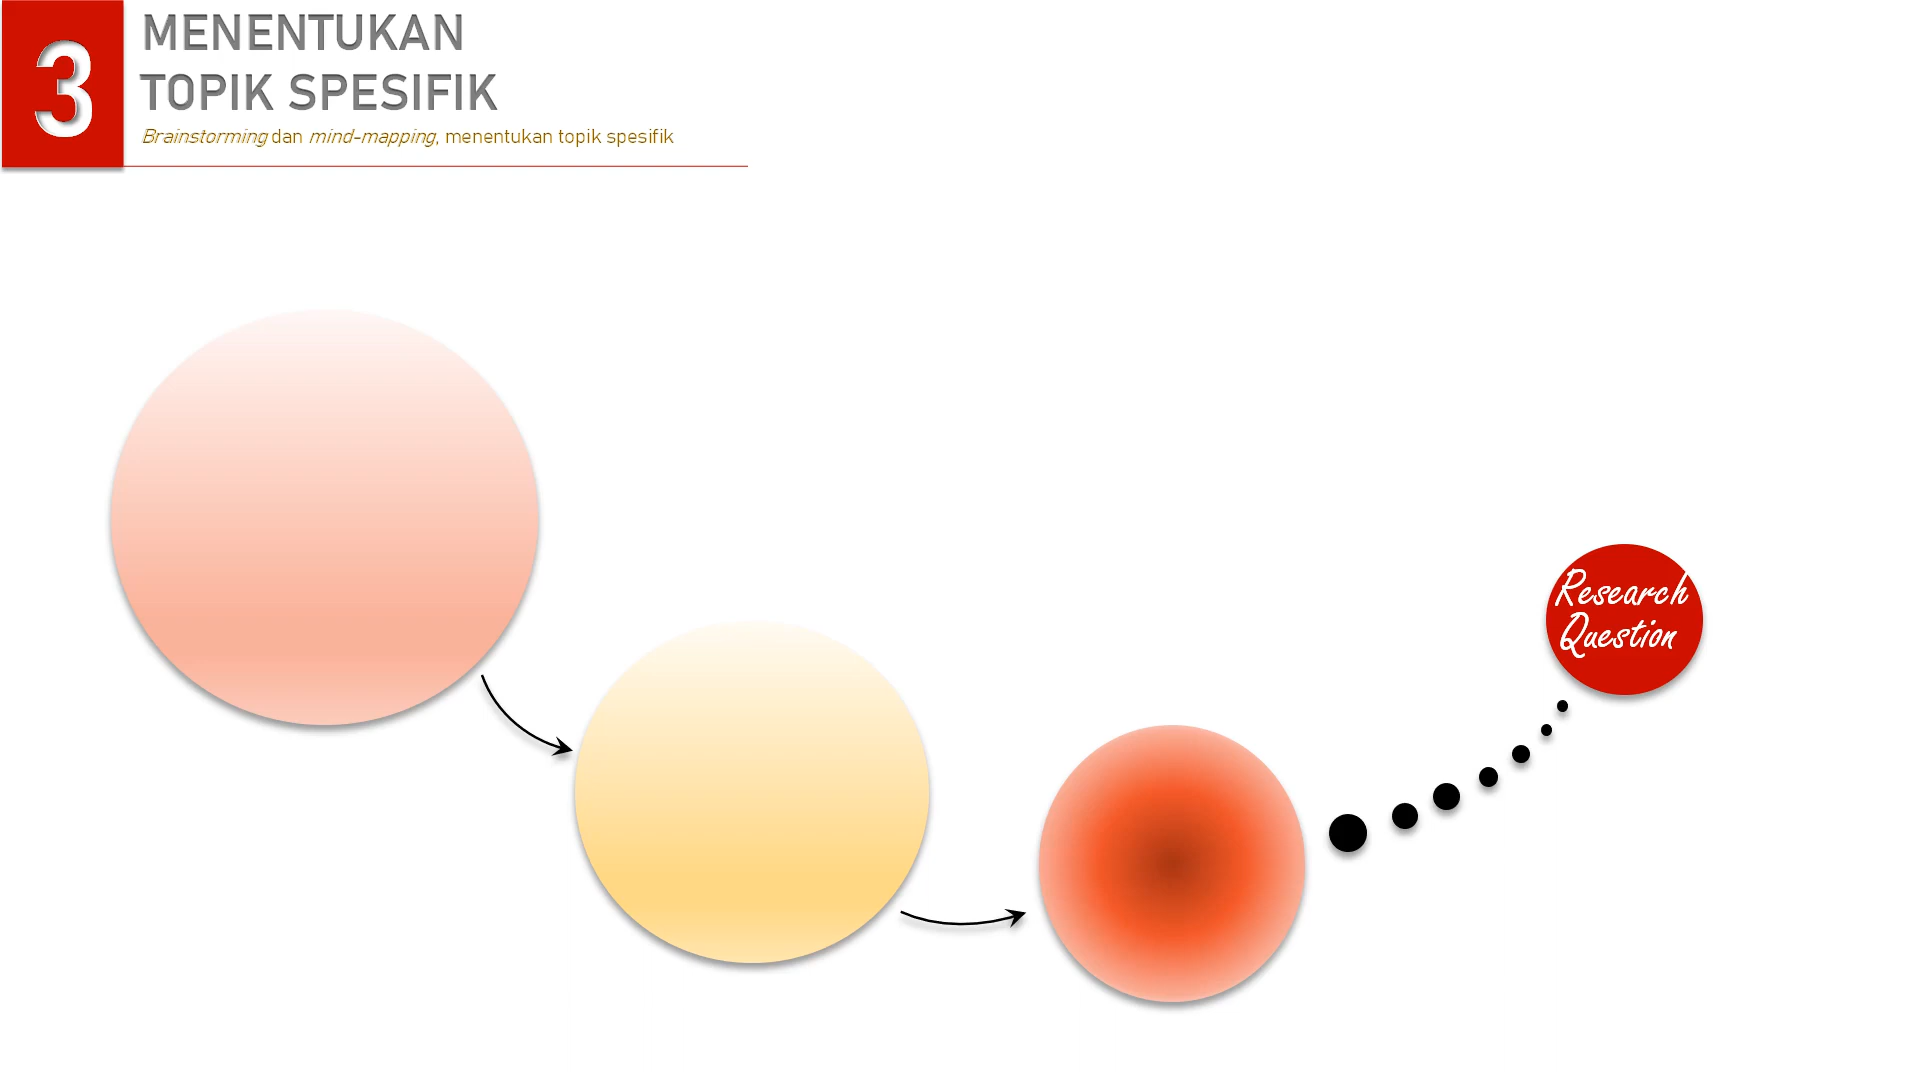 3
MENENTUKAN
TOPIK SPESIFIK
Brainstorming dan mind-mapping, menentukan topik spesifik
Research
Question